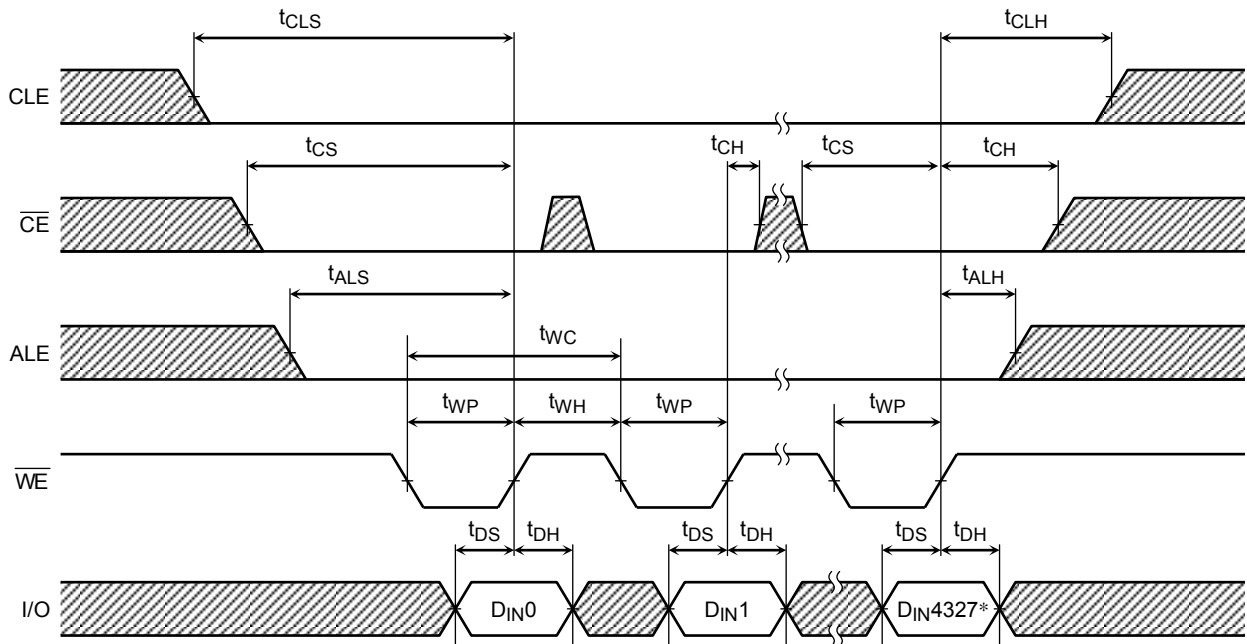 tCLS tCLH
CLE
tCS tCH tCS tCH
CE
tALS tALH
ALE
tWC
tWP tWH tWP tWP
WE
tDS tDH tDS tDH tDS tDH
I/O DIN0 DIN1 DIN4327*